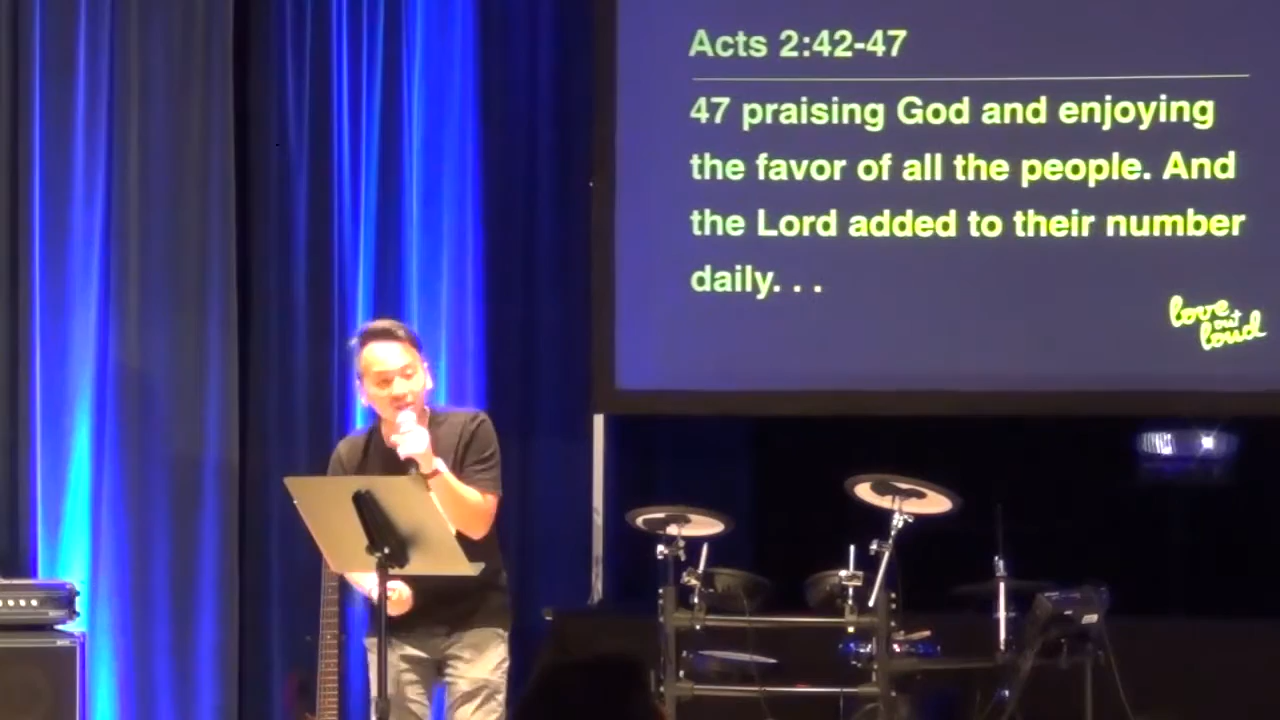 Acts 2:42-47
47 praising God and enjoying
the favor of all the people. And
the Lord added to their number
daily. . .
love out
loud